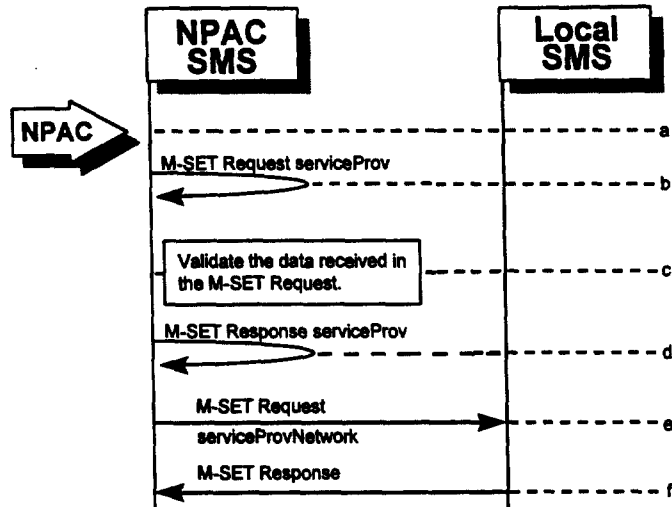 NPAC
SMS
Local
SMS
NPAC
a
M-SET Request serviceProv
b
Validate the data received in
the M-SET Request.
c
M-SET Response serviceProv
d
M-SET Request
serviceProvNetwork
e
M-SET Response
f